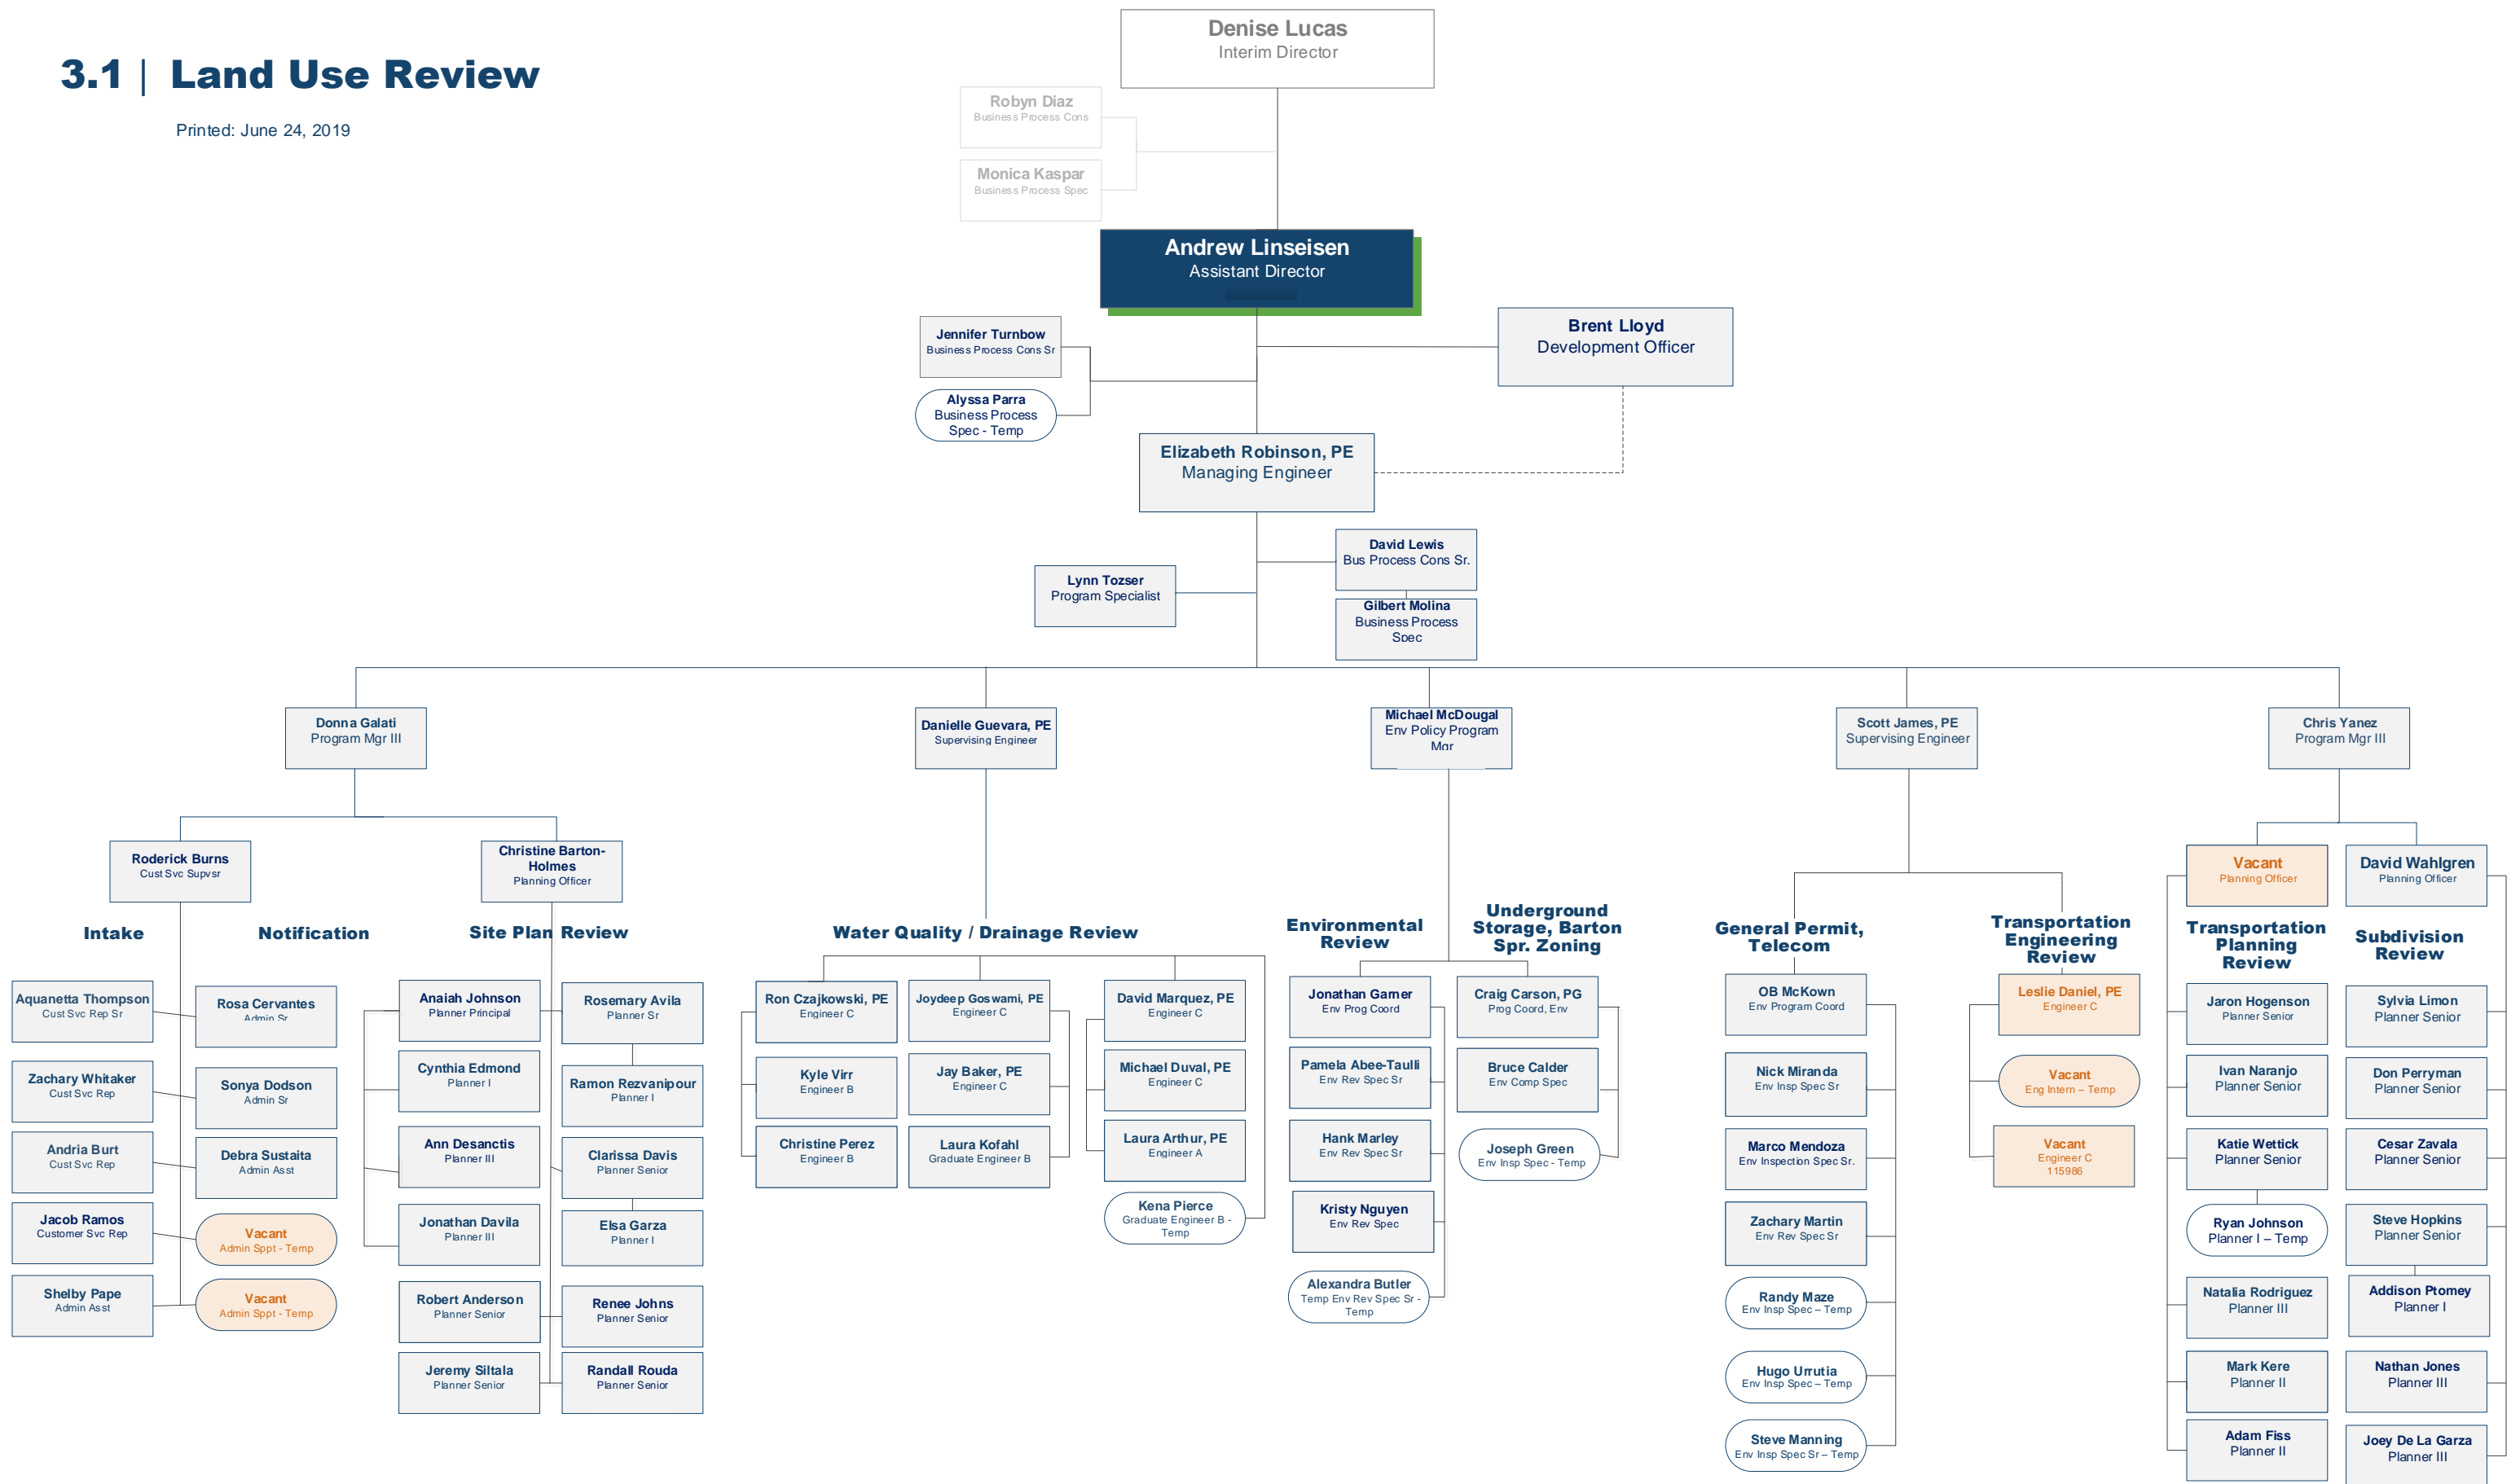 3.1 | Land Use Review
Printed: June 24, 2019
Denise Lucas
Interim Director
Robyn Diaz
Business Process Cons
Monica Kaspar
Business Process Spec
Andrew Linseisen
Assistant Director
Jennifer Turnbow
Business Process Cons Sr
Alyssa Parra
Business Process
Spec - Temp
Brent Lloyd
Development Officer
Elizabeth Robinson, PE
Managing Engineer
David Lewis
Bus Process Cons Sr.
Lynn Tozser
Program Specialist
Gilbert Molina
Business Process
Spec
Donna Galati
Program Mgr III
Danielle Guevara, PE
Supervising Engineer
Michael McDougal
Env Policy Program
Mgr
Scott James, PE
Supervising Engineer
Chris Yanez
Program Mgr III
Roderick Burns
Cust Svc Supvsr
Christine Barton-
Holmes
Planning Officer
Vacant
Planning Officer
David Wahlgren
Planning Officer
Intake
Aquanetta Thompson
Cust Svc Rep Sr
Zachary Whitaker
Cust Svc Rep
Andria Burt
Cust Svc Rep
Jacob Ramos
Customer Svc Rep
Shelby Pape
Admin Asst
Notification
Rosa Cervantes
Admin Sr
Sonya Dodson
Admin Sr
Debra Sustaita
Admin Asst
Vacant
Admin Sppt - Temp
Vacant
Admin Sppt - Temp
Site Plan Review
Anaiah Johnson
Planner Principal
Cynthia Edmond
Planner I
Ann Desanctis
Planner III
Jonathan Davila
Planner III
Robert Anderson
Planner Senior
Jeremy Siltala
Planner Senior
Rosemary Avila
Planner Sr
Ramon Rezvanipour
Planner I
Clarissa Davis
Planner Senior
Elsa Garza
Planner I
Renee Johns
Planner Senior
Randall Rouda
Planner Senior
Water Quality / Drainage Review
Ron Czajkowski, PE
Engineer C
Kyle Virr
Engineer B
Christine Perez
Engineer B
Joydeep Goswami, PE
Engineer C
Jay Baker, PE
Engineer C
Laura Kofahl
Graduate Engineer B
David Marquez, PE
Engineer C
Michael Duval, PE
Engineer C
Laura Arthur, PE
Engineer A
Kena Pierce
Graduate Engineer B -
Temp
Environmental
Review
Jonathan Garner
Env Prog Coord
Pamela Abee-Taulli
Env Rev Spec Sr
Hank Marley
Env Rev Spec Sr
Kristy Nguyen
Env Rev Spec
Alexandra Butler
Temp Env Rev Spec Sr -
Temp
Underground
Storage, Barton
Spr. Zoning
Craig Carson, PG
Prog Coord, Env
Bruce Calder
Env Comp Spec
Joseph Green
Env Insp Spec - Temp
General Permit,
Telecom
OB McKown
Env Program Coord
Nick Miranda
Env Insp Spec Sr
Marco Mendoza
Env Inspection Spec Sr.
Zachary Martin
Env Rev Spec Sr
Randy Maze
Env Insp Spec – Temp
Hugo Urrutia
Env Insp Spec – Temp
Steve Manning
Env Insp Spec Sr – Temp
Transportation
Engineering
Review
Leslie Daniel, PE
Engineer C
Vacant
Eng Intern – Temp
Vacant
Engineer C
115986
Transportation
Planning
Review
Jaron Hogenson
Planner Senior
Ivan Naranjo
Planner Senior
Katie Wettick
Planner Senior
Ryan Johnson
Planner I – Temp
Natalia Rodriguez
Planner III
Mark Kere
Planner II
Adam Fiss
Planner II
Subdivision
Review
Sylvia Limon
Planner Senior
Don Perryman
Planner Senior
Cesar Zavala
Planner Senior
Steve Hopkins
Planner Senior
Addison Ptomey
Planner I
Nathan Jones
Planner III
Joey De La Garza
Planner III